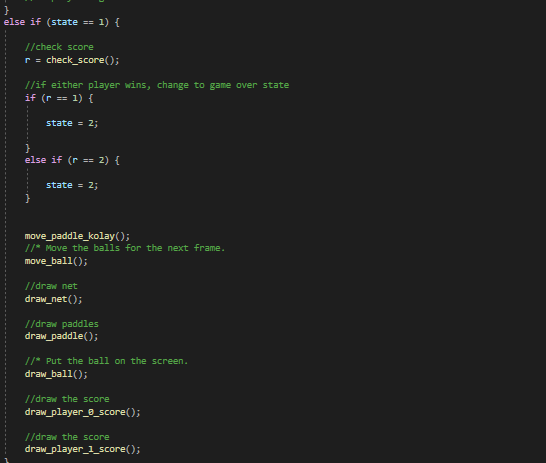 }
else if (state == 1) {
//check score
r = check_score();
//if either player wins, change to game over state
if (r == 1) {
state = 2;
}
else if (r == 2) {
state = 2;
}
move_paddle_kolay();
//* Move the balls for the next frame.
move_ball();
//draw net
draw_net();
//draw paddles
draw_paddle();
//* Put the ball on the screen.
draw_ball();
//draw the score
draw_player_0_score();
//draw the score
draw_player_1_score();
}